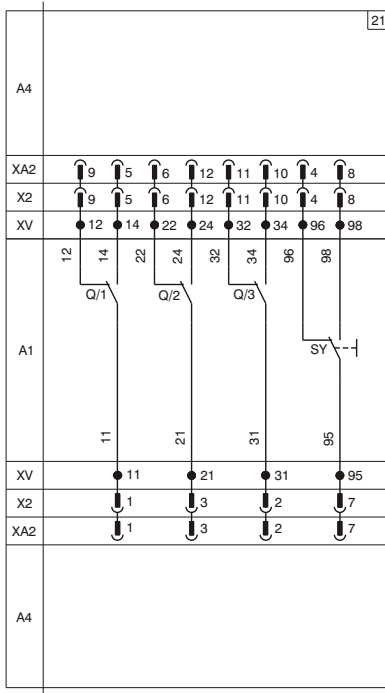 21
A4
XA2 9 5 6 12 11 10 4 8
X2 9 5 6 12 11 10 4 8
XV 12 14 22 24 32 34 96 98
12 14 22 24 32 34 96 98
Q/1 Q/2 Q/3
A1 SY
11 21 31 95
XV 11 21 31 95
X2 1 3 2 7
XA2 1 3 2 7
A4